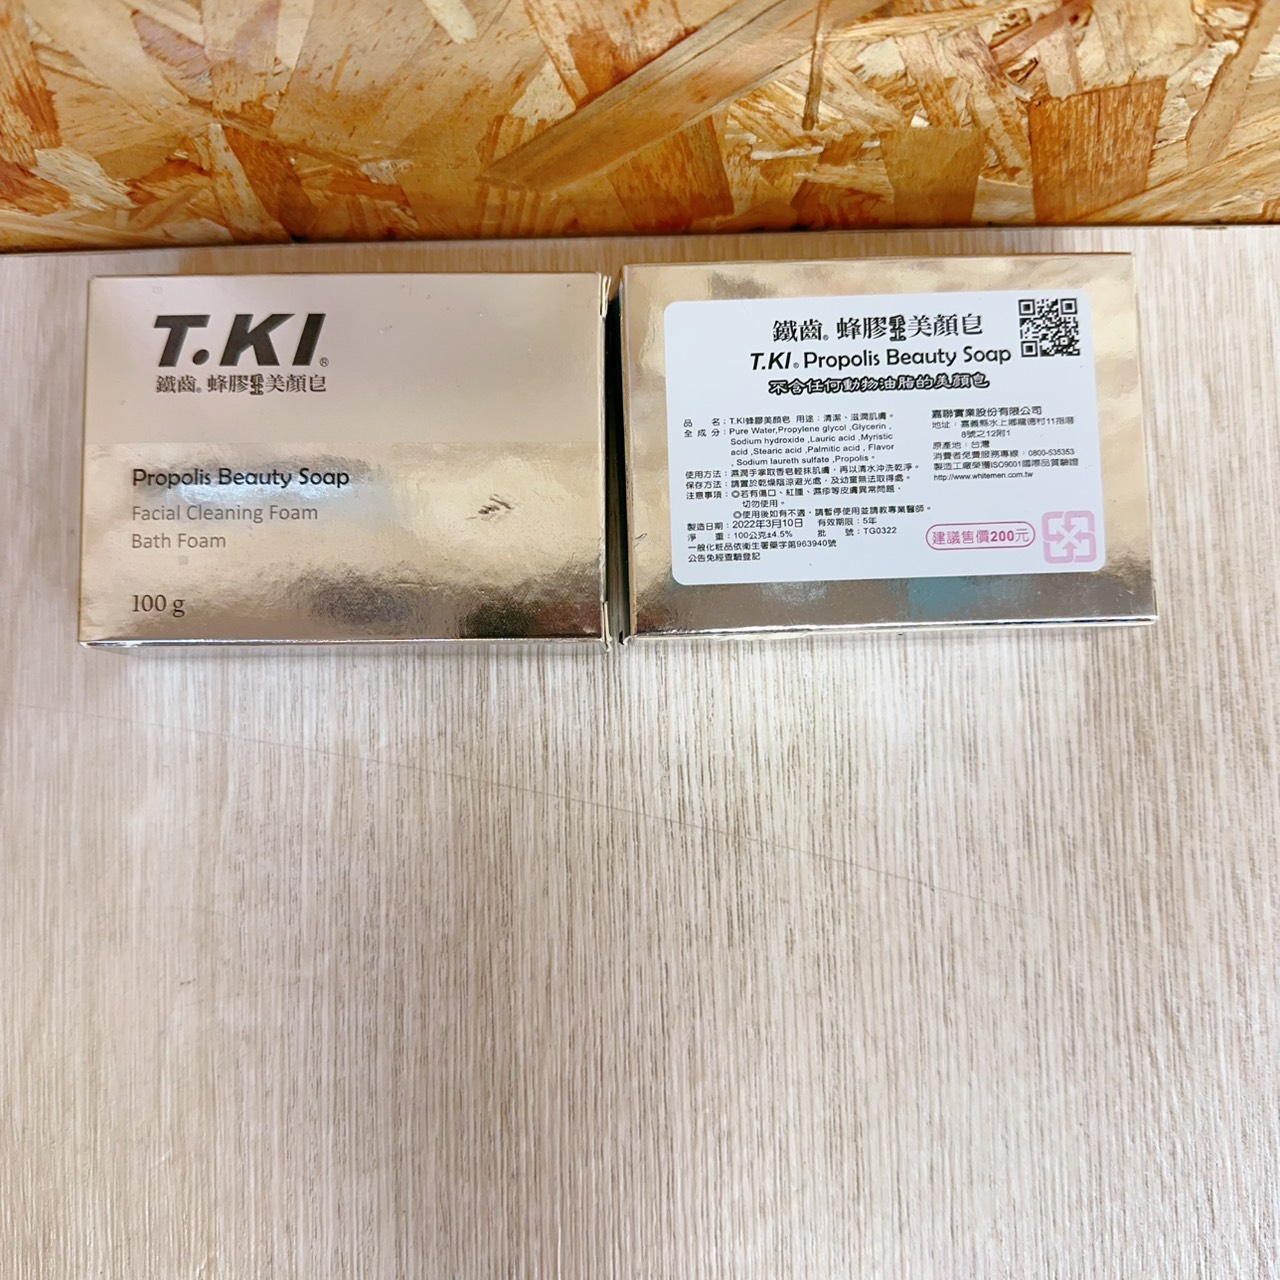 T.KI®
鐵齒® 蜂膠手工美顏皂
Propolis Beauty Soap
Facial Cleaning Foam
Bath Foam
100 g
鐵齒® 蜂膠手工美顏皂
T.KI® Propolis Beauty Soap
不含任何動物油脂的美顏皂
品　　名：T.KI蜂膠美顏皂 用途：清潔、滋潤肌膚。
全 成 分：Pure Water,Propylene glycol ,Glycerin ,
Sodium hydroxide ,Lauric acid ,Myristic
acid ,Stearic acid ,Palmitic acid , Flavor
, Sodium laureth sulfate ,Propolis。
使用方法：濕潤手掌取香皂輕抹肌膚，再以清水沖洗乾淨。
保存方法：請置於乾燥陰涼避光處，及幼童無法取得處。
注意事項：◎若有傷口、紅腫、濕疹等皮膚異常問題，
切勿使用。
◎使用後如有不適，請暫停使用並請教專業醫師。
製造日期：2022年3月10日　有效期限：5年
淨　　重：100公克±4.5%　批　　號：TG0322
一般化粧品依衛生署藥字第963940號
公告免經查驗登記
嘉聯實業股份有限公司
地址：嘉義縣水上鄉龍德村11指厝
8號之12附1
原產地：台灣
消費者免費服務專線：0800-535353
製造工廠榮獲ISO9001國際品質驗證
http://www.whitemen.com.tw
建議售價200元